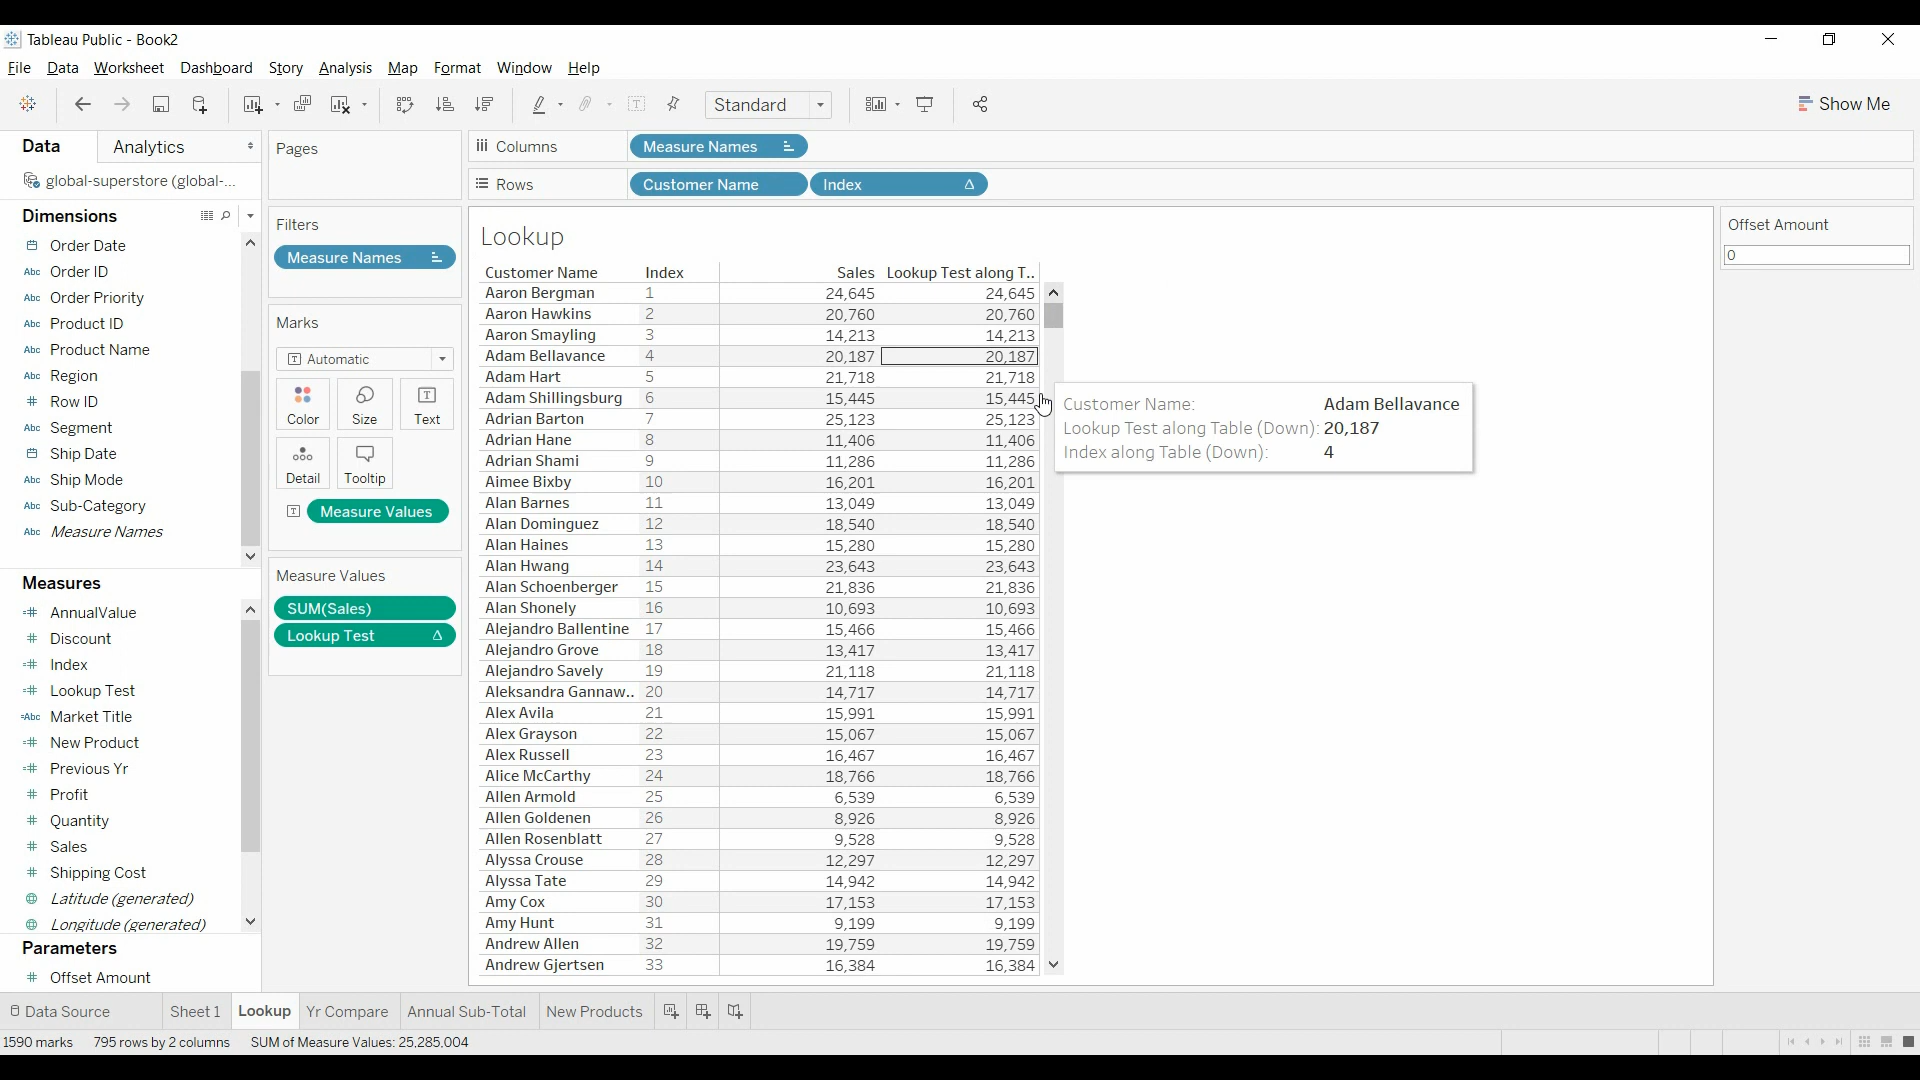 Tableau Public - Book2
File Data Worksheet Dashboard Story Analysis Map Format Window Help
Standard
Show Me
Data Analytics
global-superstore (global-...
Dimensions
Order Date
Abc Order ID
Abc Order Priority
Abc Product ID
Abc Product Name
Abc Region
# Row ID
Abc Segment
Ship Date
Abc Ship Mode
Abc Sub-Category
Abc Measure Names
Measures
=# AnnualValue
# Discount
=# Index
=# Lookup Test
=Abc Market Title
=# New Product
=# Previous Yr
# Profit
# Quantity
# Sales
# Shipping Cost
Latitude (generated)
Longitude (generated)
Parameters
# Offset Amount
Pages
Filters
Measure Names
Marks
Automatic
Color Size Text
Detail Tooltip
Measure Values
Measure Values
SUM(Sales)
Lookup Test Δ
Columns Measure Names
Rows Customer Name Index Δ
Lookup
Customer Name Index Sales Lookup Test along T..
Aaron Bergman 1 24,645 24,645
Aaron Hawkins 2 20,760 20,760
Aaron Smayling 3 14,213 14,213
Adam Bellavance 4 20,187 20,187
Adam Hart 5 21,718 21,718
Adam Shillingsburg 6 15,445 15,445
Adrian Barton 7 25,123 25,123
Adrian Hane 8 11,406 11,406
Adrian Shami 9 11,286 11,286
Aimee Bixby 10 16,201 16,201
Alan Barnes 11 13,049 13,049
Alan Dominguez 12 18,540 18,540
Alan Haines 13 15,280 15,280
Alan Hwang 14 23,643 23,643
Alan Schoenberger 15 21,836 21,836
Alan Shonely 16 10,693 10,693
Alejandro Ballentine 17 15,466 15,466
Alejandro Grove 18 13,417 13,417
Alejandro Savely 19 21,118 21,118
Aleksandra Gannaw.. 20 14,717 14,717
Alex Avila 21 15,991 15,991
Alex Grayson 22 15,067 15,067
Alex Russell 23 16,467 16,467
Alice McCarthy 24 18,766 18,766
Allen Armold 25 6,539 6,539
Allen Goldenen 26 8,926 8,926
Allen Rosenblatt 27 9,528 9,528
Alyssa Crouse 28 12,297 12,297
Alyssa Tate 29 14,942 14,942
Amy Cox 30 17,153 17,153
Amy Hunt 31 9,199 9,199
Andrew Allen 32 19,759 19,759
Andrew Gjertsen 33 16,384 16,384
Customer Name: Adam Bellavance
Lookup Test along Table (Down): 20,187
Index along Table (Down): 4
Offset Amount
0
Data Source Sheet 1 Lookup Yr Compare Annual Sub-Total New Products
1590 marks 795 rows by 2 columns SUM of Measure Values: 25,285,004